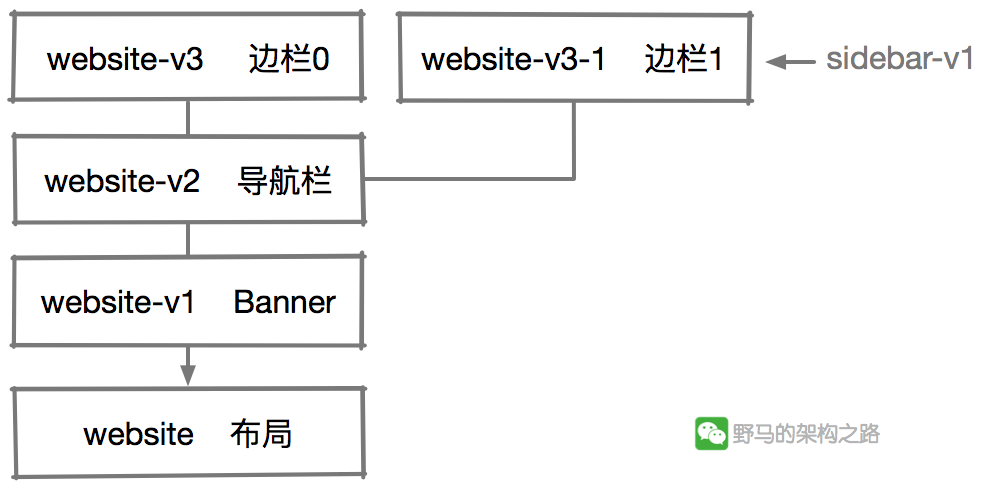 website-v3 边栏0
website-v3-1 边栏1
sidebar-v1
website-v2 导航栏
website-v1 Banner
website 布局
野马的架构之路